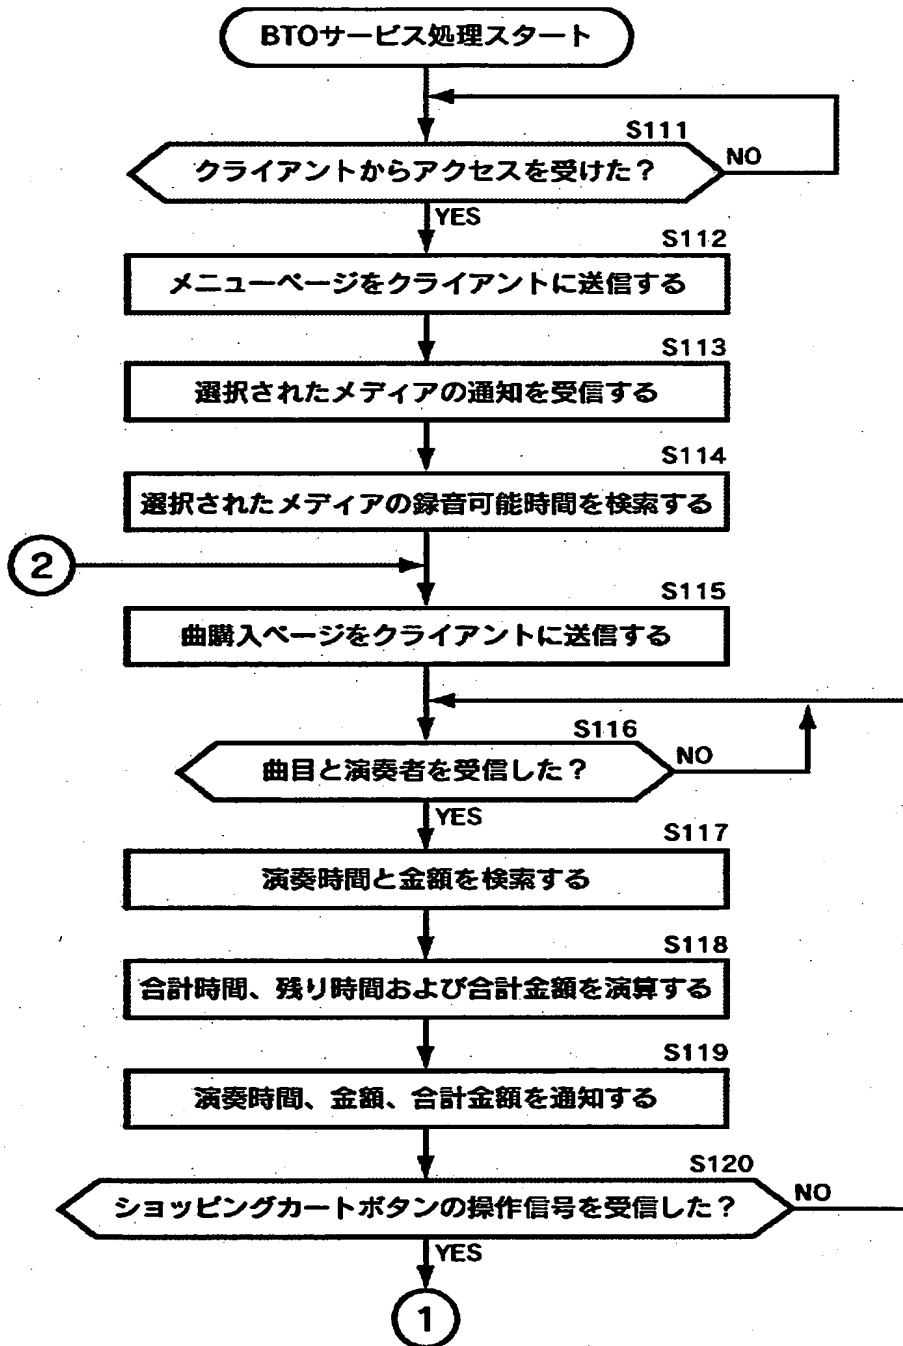 BTOサービス処理スタート
S111
クライアントからアクセスを受けた？
NO
YES
S112
メニューページをクライアントに送信する
S113
選択されたメディアの通知を受信する
S114
選択されたメディアの録音可能時間を検索する
2
S115
曲購入ページをクライアントに送信する
S116
曲目と演奏者を受信した？
NO
YES
S117
演奏時間と金額を検索する
S118
合計時間、残り時間および合計金額を演算する
S119
演奏時間、金額、合計金額を通知する
S120
ショッピングカートボタンの操作信号を受信した？
NO
YES
1